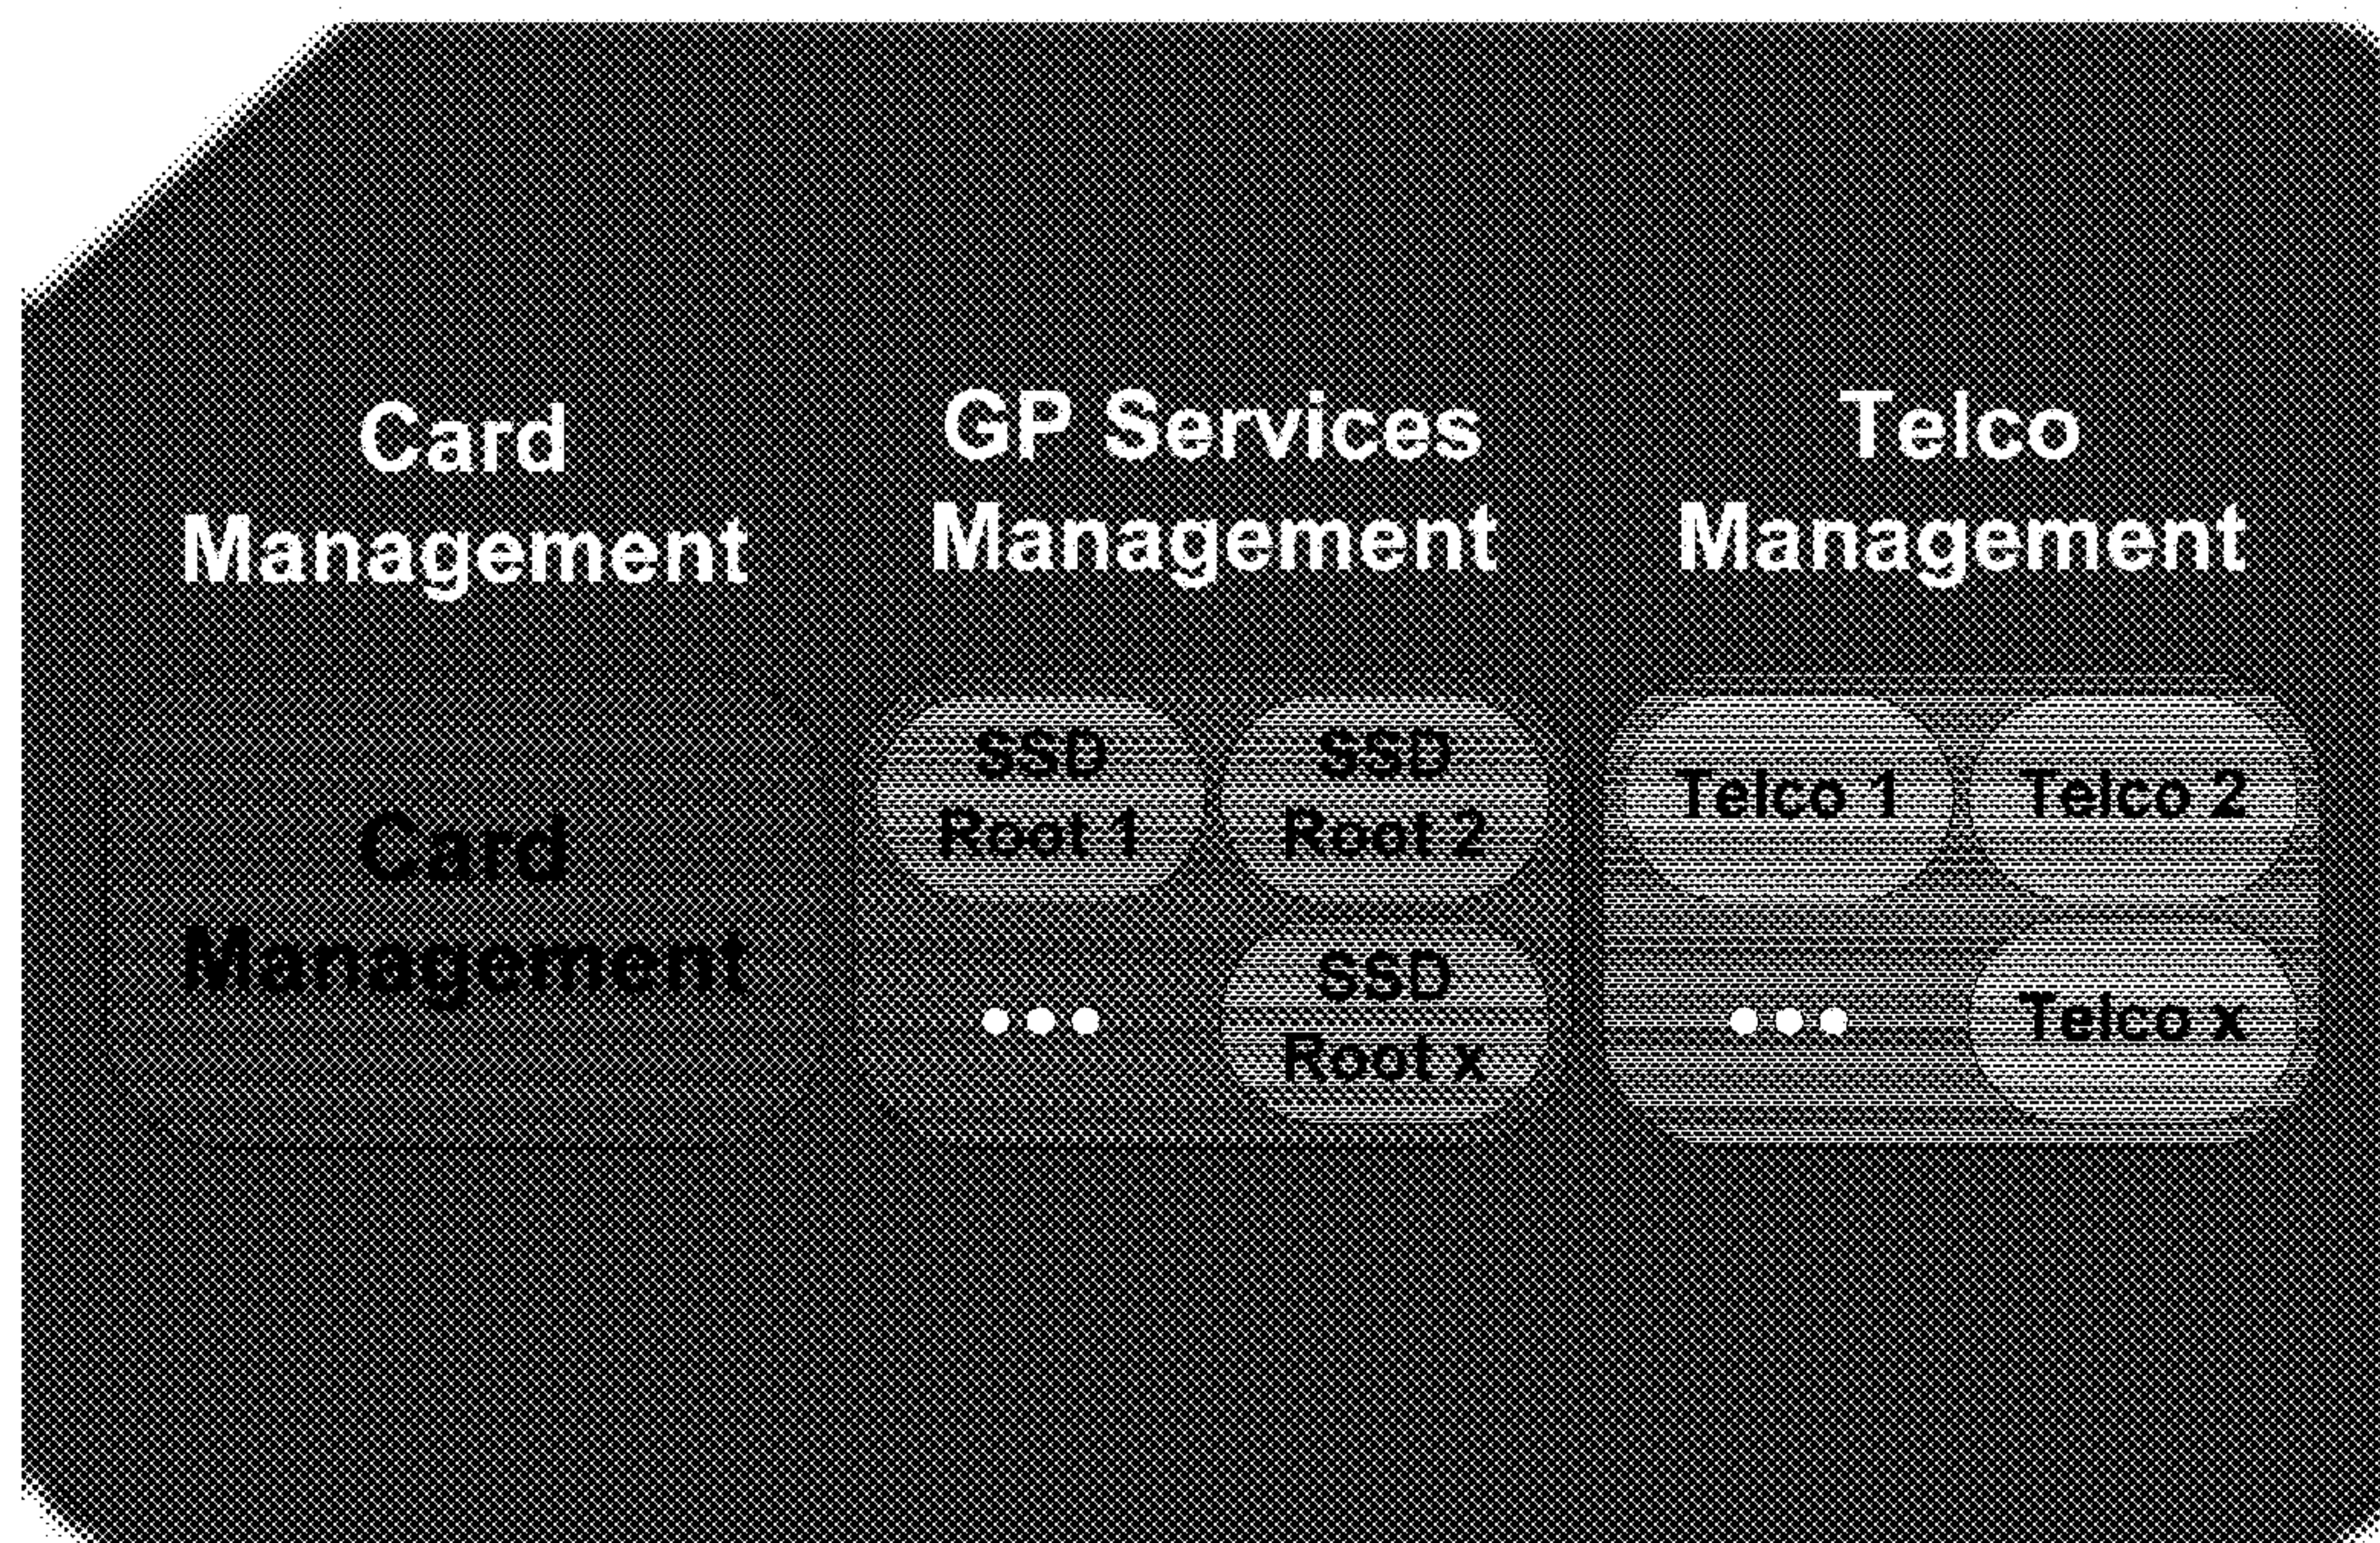 Card
Management
GP Services
Management
Telco
Management
Card
Management
SSD
Root 1
SSD
Root 2
•••
SSD
Root x
Telco 1
Telco 2
•••
Telco x